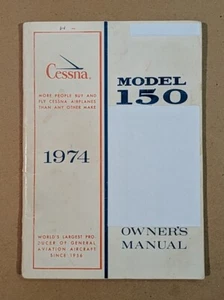 Cessna.
MORE PEOPLE BUY AND
FLY CESSNA AIRPLANES
THAN ANY OTHER MAKE
1974
WORLD'S LARGEST PRO-
DUCER OF GENERAL
AVIATION AIRCRAFT
SINCE 1956
MODEL
150
OWNER'S
MANUAL